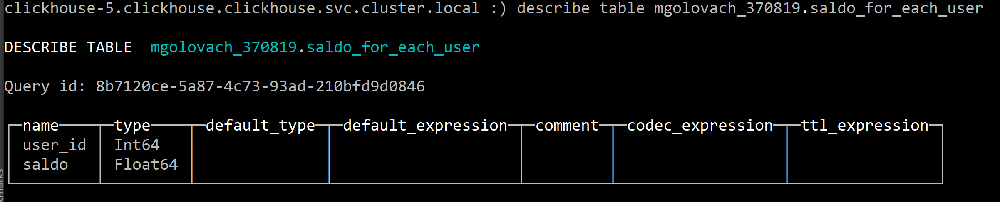 clickhouse-5.clickhouse.clickhouse.svc.cluster.local :) describe table mgolovach_370819.saldo_for_each_user
DESCRIBE TABLE mgolovach_370819.saldo_for_each_user
Query id: 8b7120ce-5a87-4c73-93ad-210bfd9d0846
name type default_type default_expression comment codec_expression ttl_expression
user_id Int64
saldo Float64